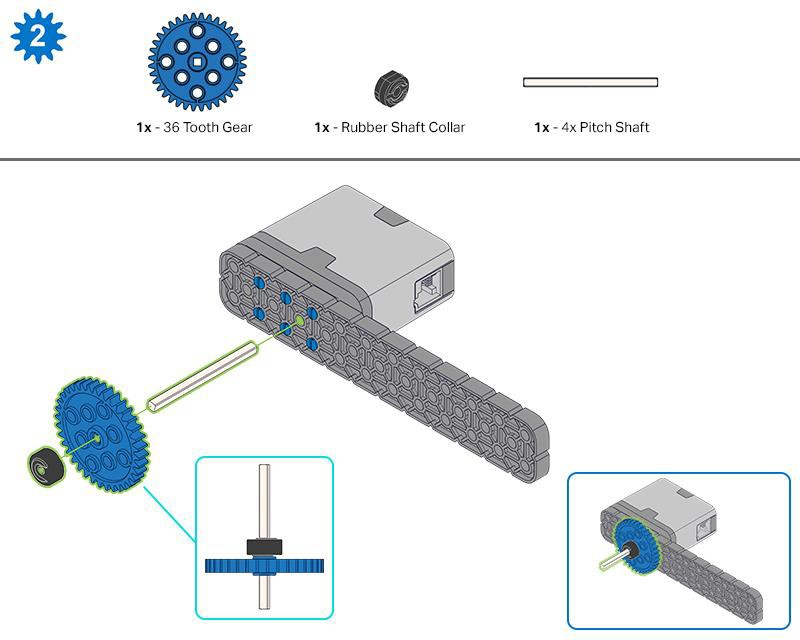 2
1x - 36 Tooth Gear
1x - Rubber Shaft Collar
1x - 4x Pitch Shaft